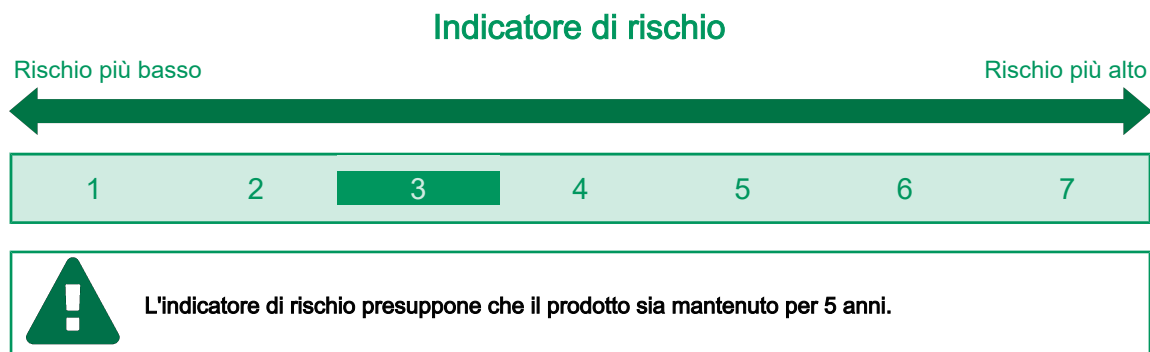 Indicatore di rischio
Rischio più basso Rischio più alto
1 2 3 4 5 6 7
L'indicatore di rischio presuppone che il prodotto sia mantenuto per 5 anni.